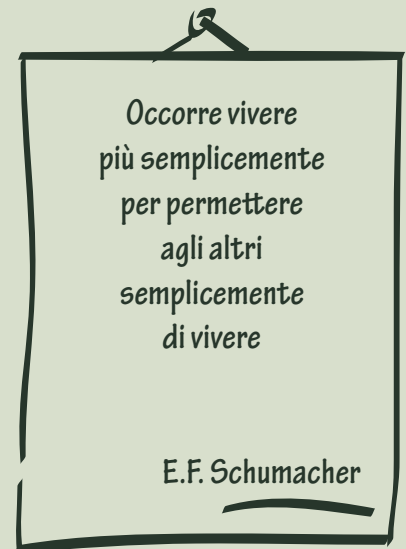 Occorre vivere
più semplicemente
per permettere
agli altri
semplicemente
di vivere
E.F. Schumacher